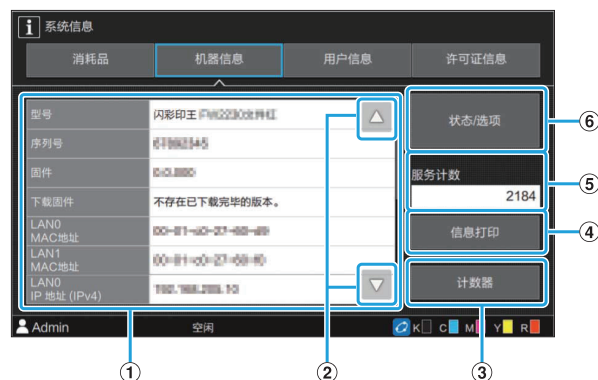 i 系统信息
消耗品 机器信息 用户信息 许可证信息
型号 闪彩印王
状态/选项 ⑥
序列号
固件
服务计数 ⑤
下载固件 不存在已下载完毕的版本。 2184
LAN0
MAC地址
信息打印 ④
LAN1
MAC地址
LAN0
IP 地址 (IPv4)
计数器
Admin 空闲 K C M Y R
① ② ③